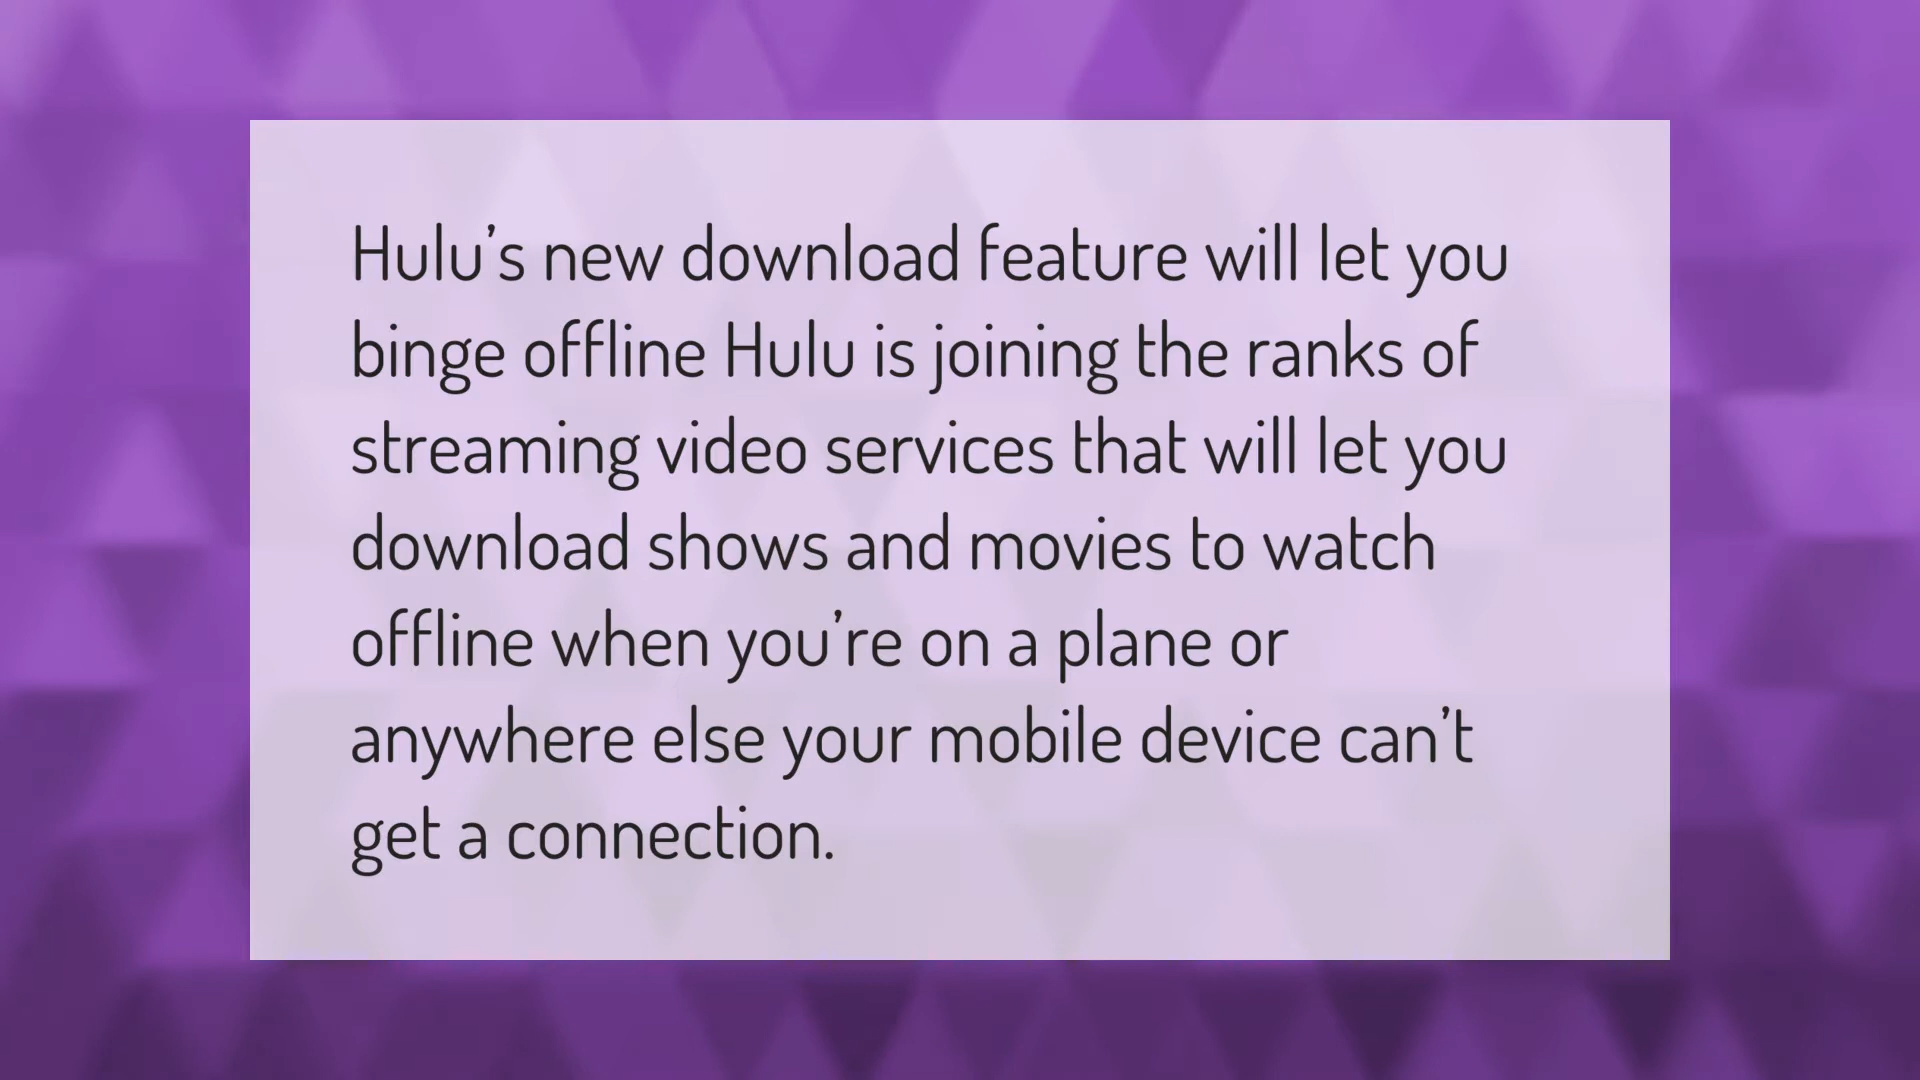 Hulu’s new download feature will let you
binge offline Hulu is joining the ranks of
streaming video services that will let you
download shows and movies to watch
offline when you’re on a plane or
anywhere else your mobile device can’t
get a connection.